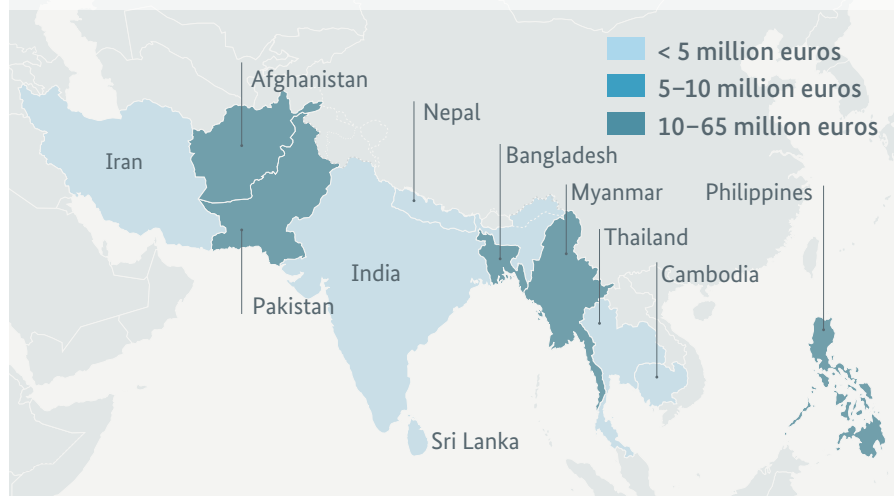 < 5 million euros
5–10 million euros
10–65 million euros
Afghanistan
Nepal
Iran
Bangladesh
Myanmar
Philippines
Thailand
India
Cambodia
Pakistan
Sri Lanka